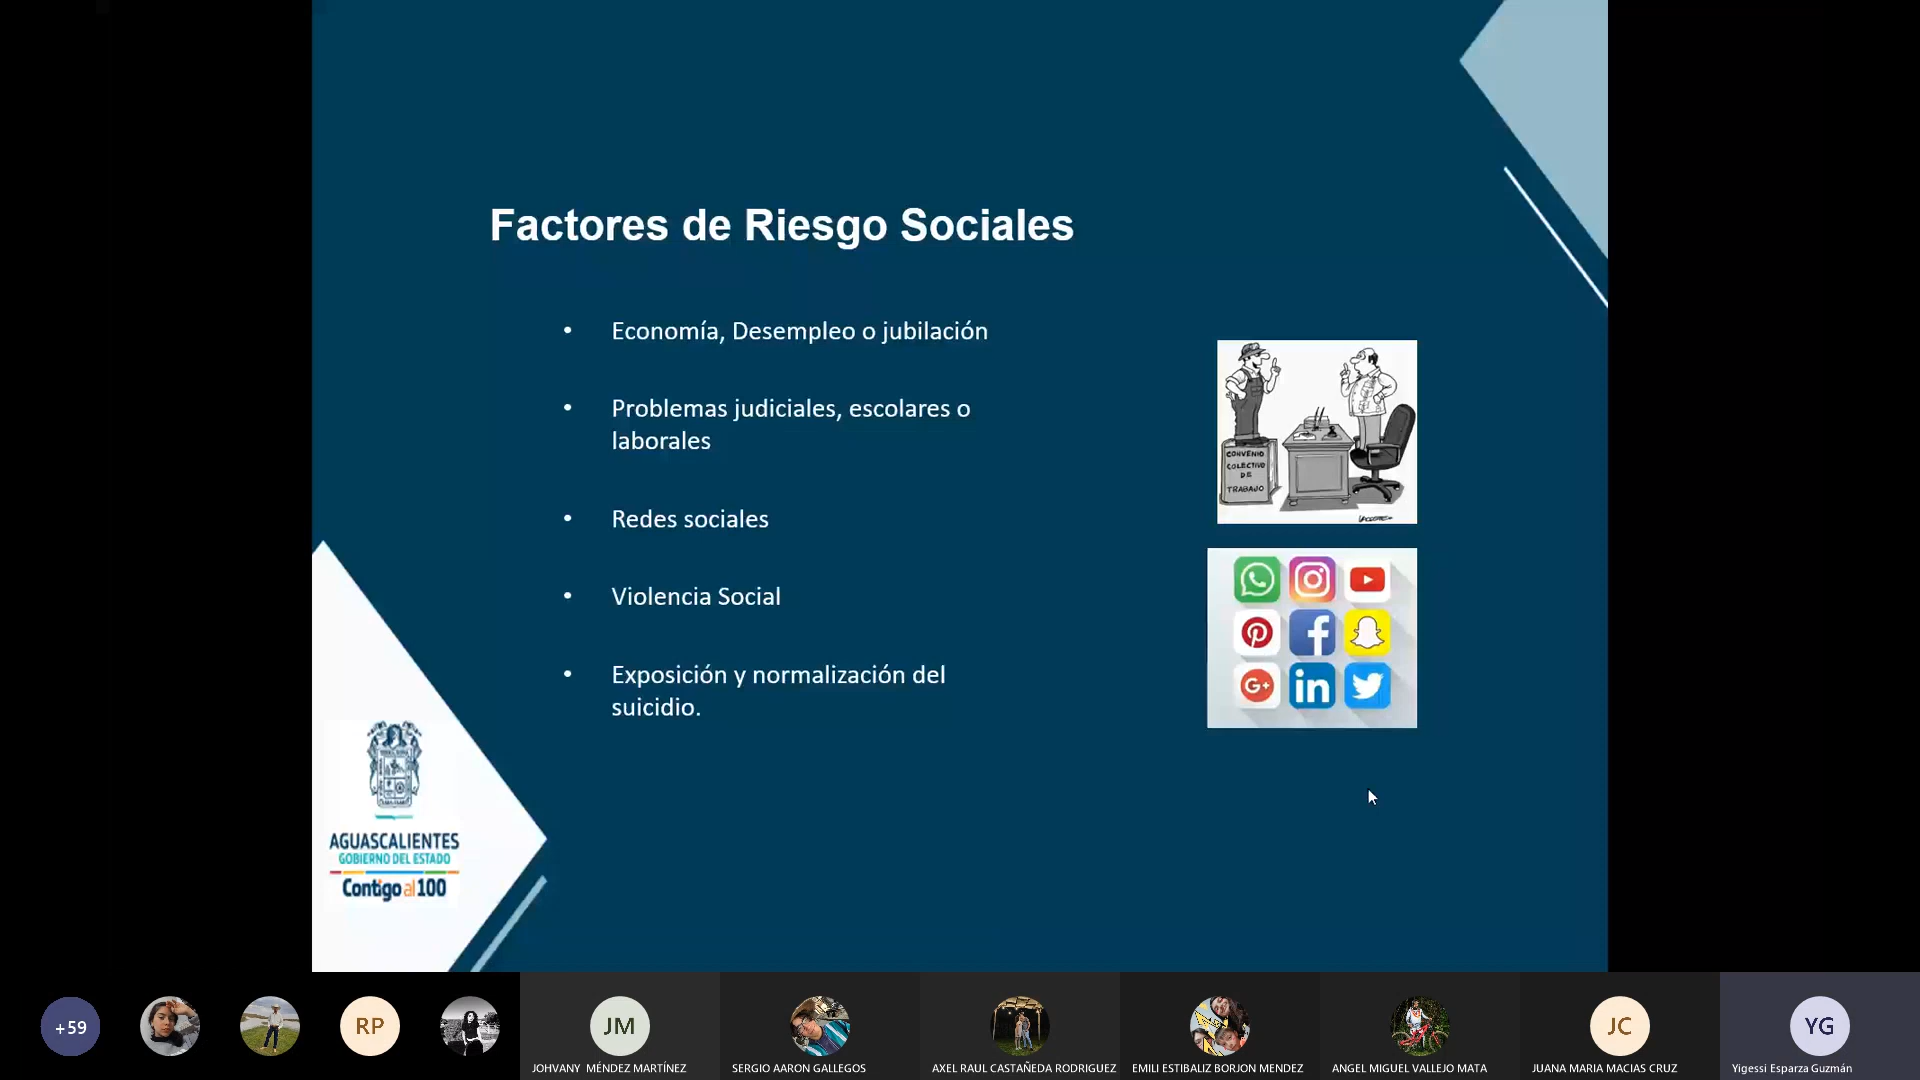 Factores de Riesgo Sociales
• Economía, Desempleo o jubilación
• Problemas judiciales, escolares o
laborales
• Redes sociales
• Violencia Social
• Exposición y normalización del
suicidio.
CONVENIO
COLECTIVO
DE
TRABAJO
G+
in
AGUASCALIENTES
GOBIERNO DEL ESTADO
Contigo al 100
+59
RP
JM
JC
YG
JOHVANY MÉNDEZ MARTÍNEZ
SERGIO AARON GALLEGOS
AXEL RAUL CASTAÑEDA RODRIGUEZ
EMILI ESTIBALIZ BORJON MENDEZ
ANGEL MIGUEL VALLEJO MATA
JUANA MARIA MACIAS CRUZ
Yigessi Esparza Guzmán